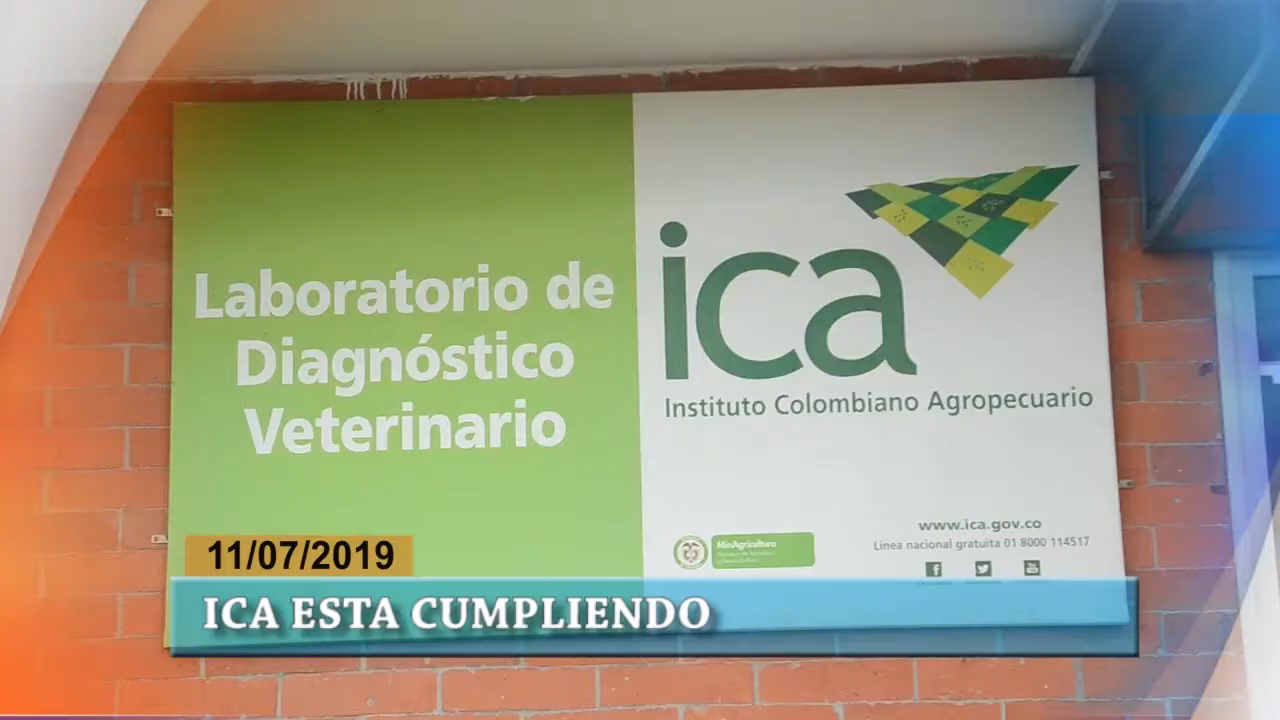 Laboratorio de
Diagnóstico
Veterinario
ica
Instituto Colombiano Agropecuario
www.ica.gov.co
Línea nacional gratuita 01 8000 114517
MinAgricultura
11/07/2019
ICA ESTA CUMPLIENDO